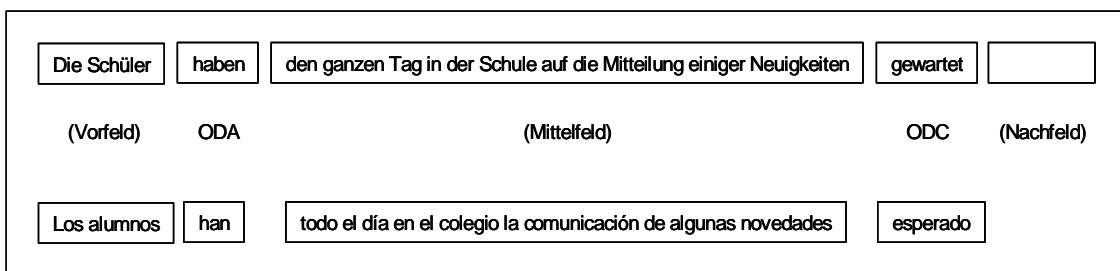 Die Schüler haben den ganzen Tag in der Schule auf die Mitteilung einiger Neuigkeiten gewartet
(Vorfeld) ODA (Mittelfeld) ODC (Nachfeld)
Los alumnos han todo el día en el colegio la comunicación de algunas novedades esperado